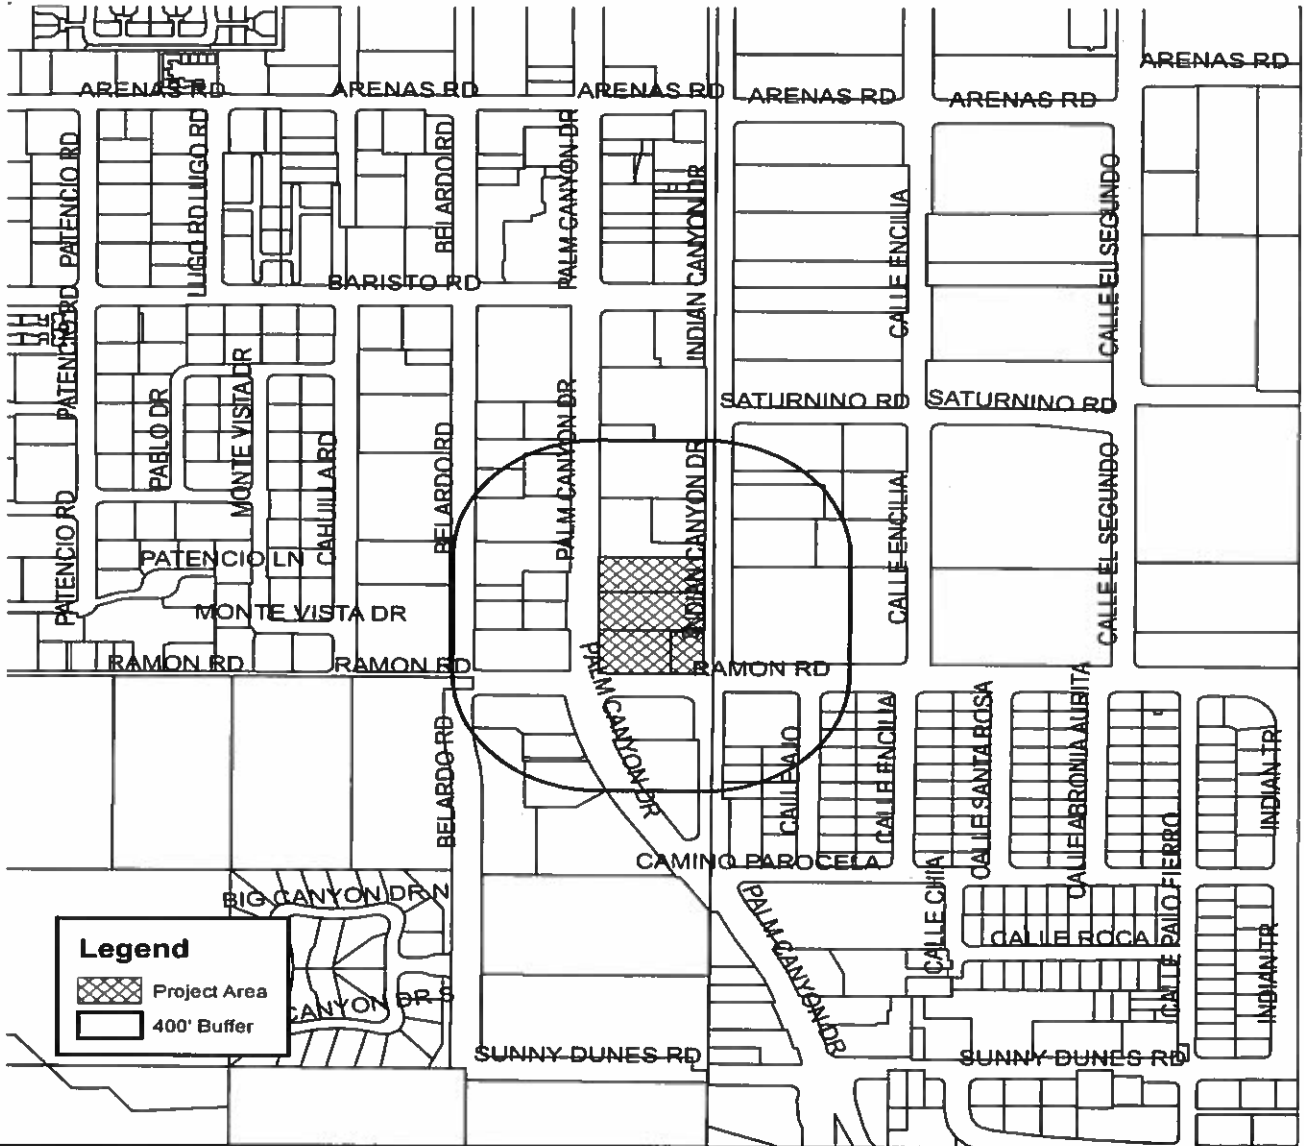 ARENAS RD
ARENAS RD
ARENAS RD
ARENAS RD
ARENAS RD
ARENAS RD
PATENCIO RD
LUGO RD
LUGO RD
BELARDO RD
PALM CANYON DR
INDIAN CANYON DR
CALLE ENCILIA
CALLE EL SEGUNDO
BARISTO RD
PATENCIO RD
PABLO DR
MONTE VISTA DR
CAHUILLA RD
BELARDO RD
PALM CANYON DR
INDIAN CANYON DR
SATURNINO RD
SATURNINO RD
INDIAN CANYON DR
CALLE ENCILIA
CALLE EL SEGUNDO
PATENCIO RD
PATENCIO LN
MONTE VISTA DR
RAMON RD
RAMON RD
RAMON RD
PALM CANYON DR
BELARDO RD
CALLE AJO
CALLE ENCILIA
CALLE SANTA ROSA
CALLE ABRONIA AURITA
CALLE PALO FIERRO
INDIAN TR
CAMINO PAROCELA
BIG CANYON DR N
PALM CANYON DR
CALLE CHIA
CALLE ROCA
INDIAN TR
CANYON DR S
SUNNY DUNES RD
SUNNY DUNES RD
Legend
Project Area
400' Buffer